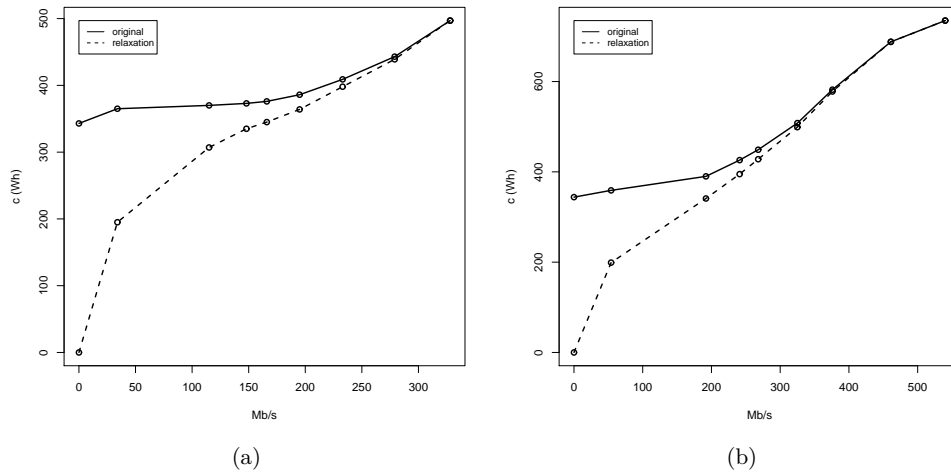 original
relaxation
500
400
300
200
100
0
c (Wh)
0 50 100 150 200 250 300
Mb/s
(a)
original
relaxation
600
400
200
0
c (Wh)
0 100 200 300 400 500
Mb/s
(b)